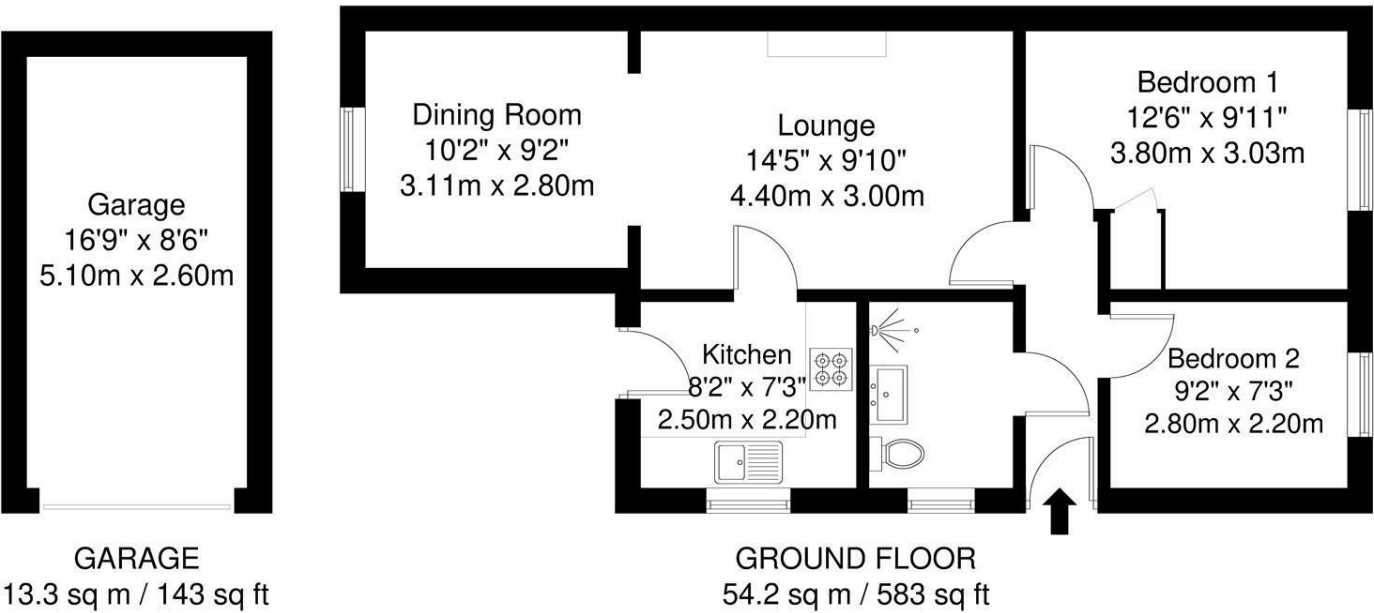 Garage
16'9" x 8'6"
5.10m x 2.60m
GARAGE
13.3 sq m / 143 sq ft
Dining Room
10'2" x 9'2"
3.11m x 2.80m
Lounge
14'5" x 9'10"
4.40m x 3.00m
Bedroom 1
12'6" x 9'11"
3.80m x 3.03m
Kitchen
8'2" x 7'3"
2.50m x 2.20m
Bedroom 2
9'2" x 7'3"
2.80m x 2.20m
GROUND FLOOR
54.2 sq m / 583 sq ft